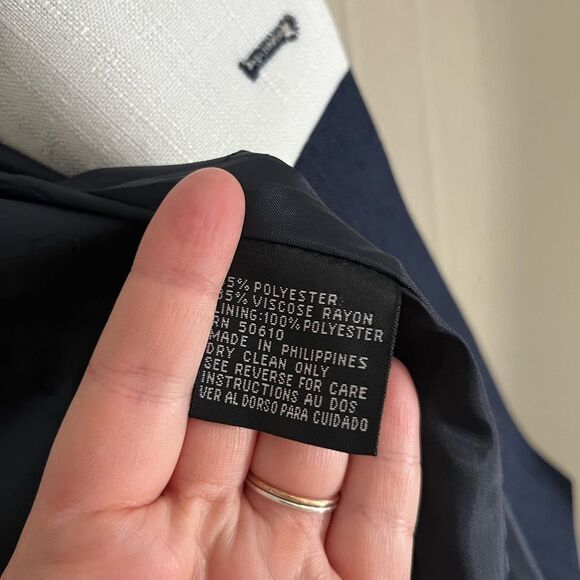 5% POLYESTER
35% VISCOSE RAYON
LINING:100% POLYESTER
RN 50610
MADE IN PHILIPPINES
DRY CLEAN ONLY
SEE REVERSE FOR CARE
INSTRUCTIONS AU DOS
VER AL DORSO PARA CUIDADO